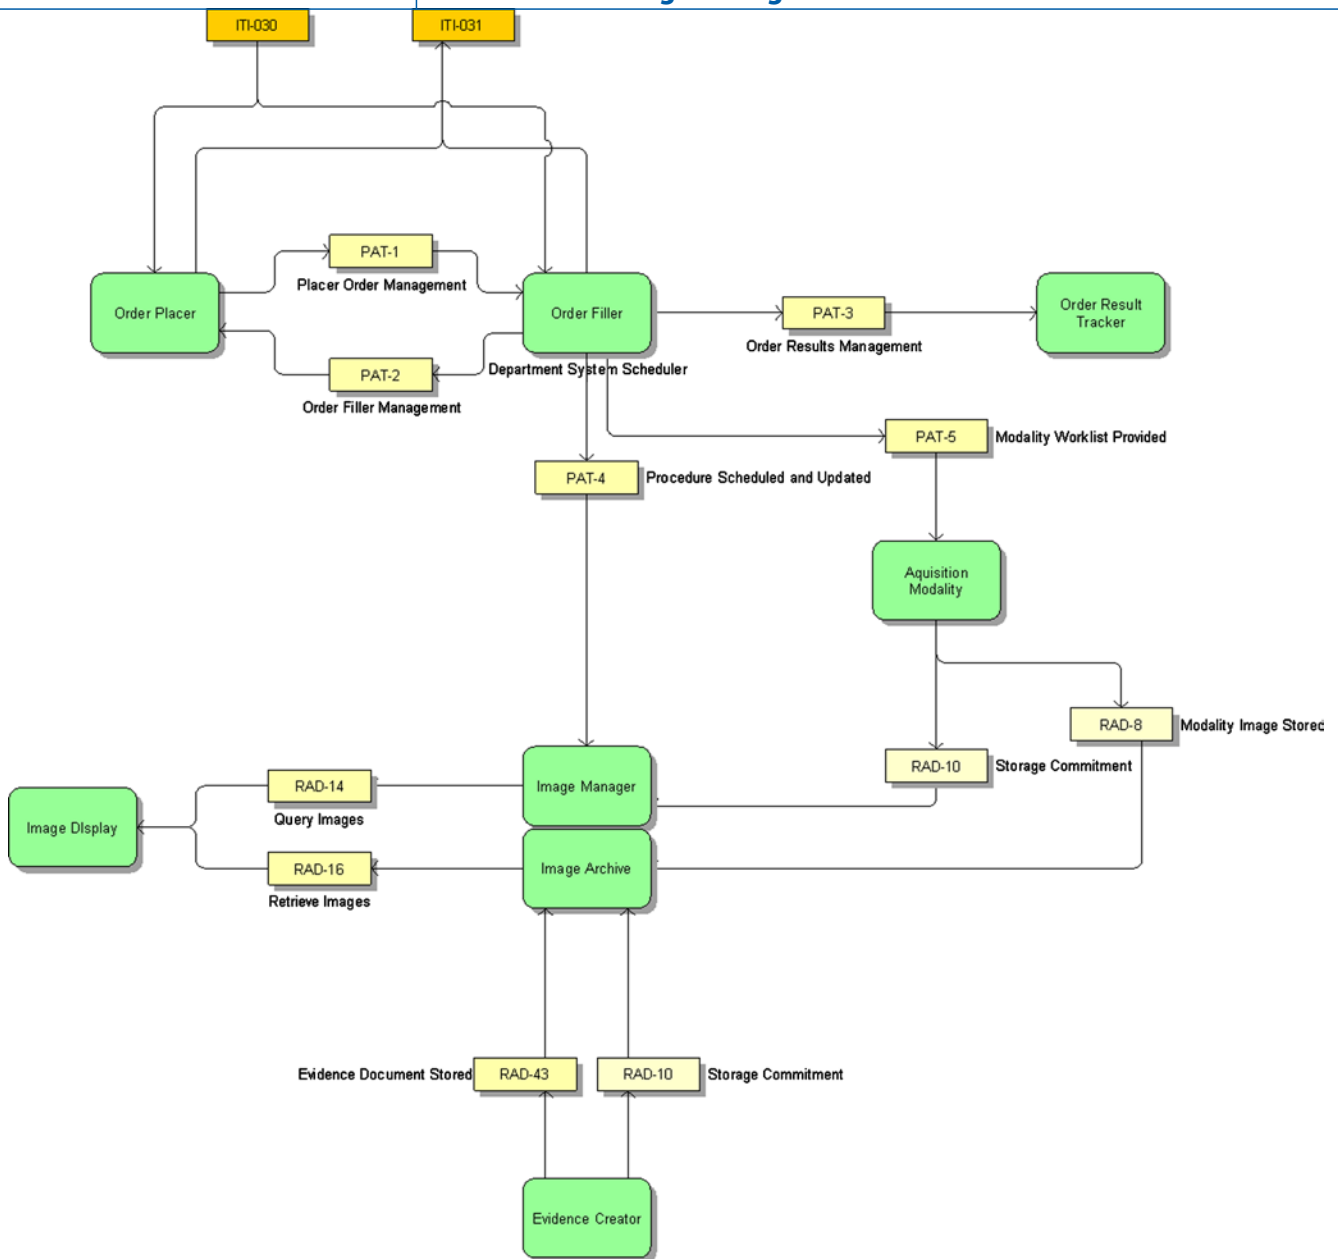 ITI-030
ITI-031
PAT-1
Placer Order Management
Order Placer
Order Filler
PAT-3
Order Results Management
Order Result
Tracker
PAT-2
Order Filler Management
Department System Scheduler
PAT-5
Modality Worklist Provided
PAT-4
Procedure Scheduled and Updated
Aquisition
Modality
RAD-8
Modality Image Stored
RAD-10
Storage Commitment
Image Manager
RAD-14
Query Images
Image DIsplay
Image Archive
RAD-16
Retrieve Images
Evidence Document Stored
RAD-43
RAD-10
Storage Commitment
Evidence Creator